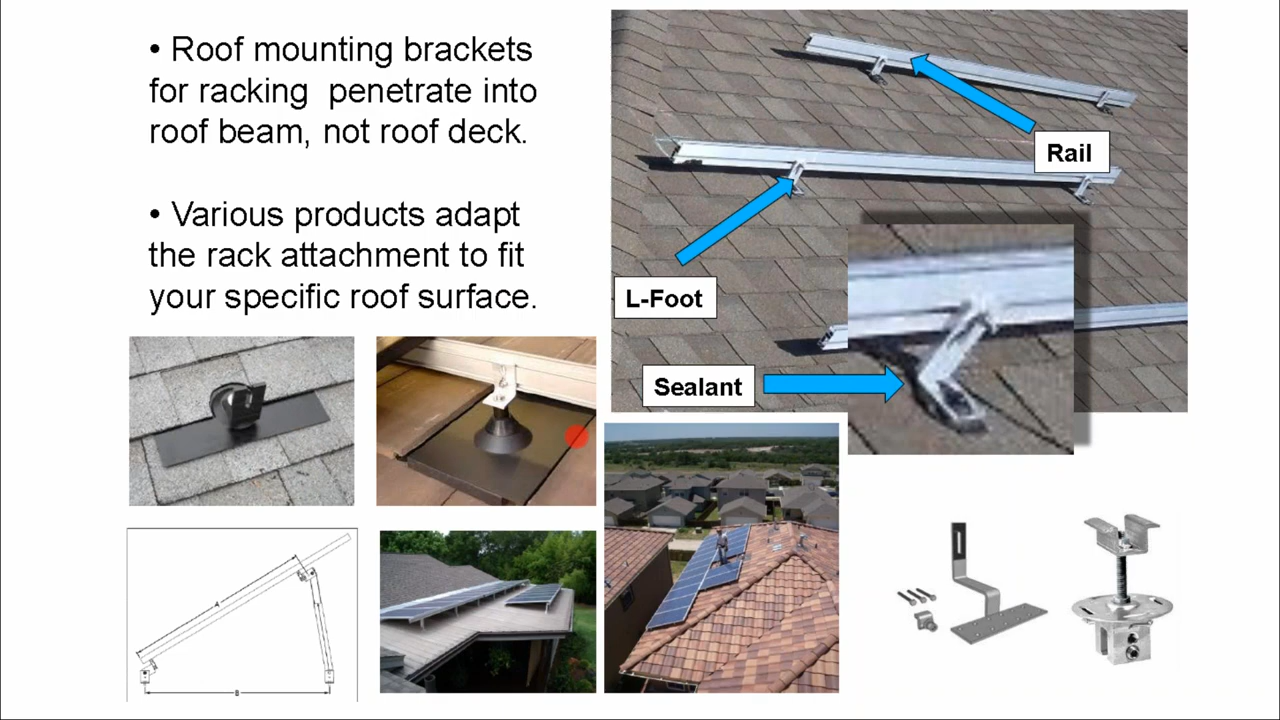 • Roof mounting brackets
for racking  penetrate into
roof beam, not roof deck.
• Various products adapt
the rack attachment to fit
your specific roof surface.
Rail
L-Foot
Sealant
A
B